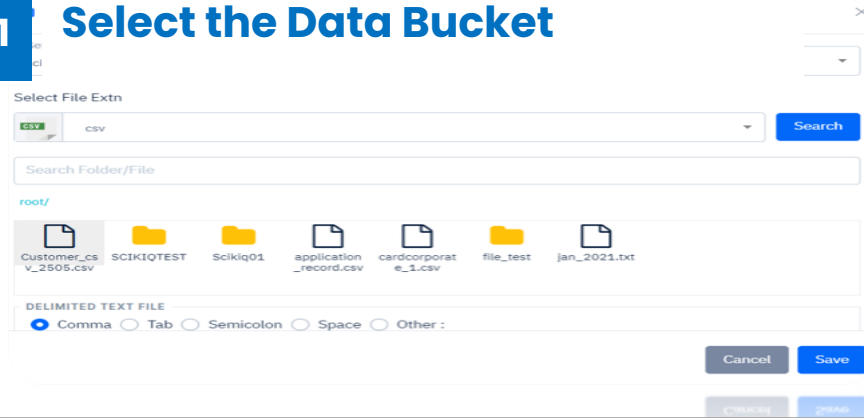 1
Select the Data Bucket
Select File Extn
CSV
csv
Search
Search Folder/File
root/
Customer_cs
v_2505.csv
SCIKIQTEST
Scikiq01
application
_record.csv
cardcorporat
e_1.csv
file_test
jan_2021.txt
DELIMITED TEXT FILE
Comma Tab Semicolon Space Other :
Cancel Save